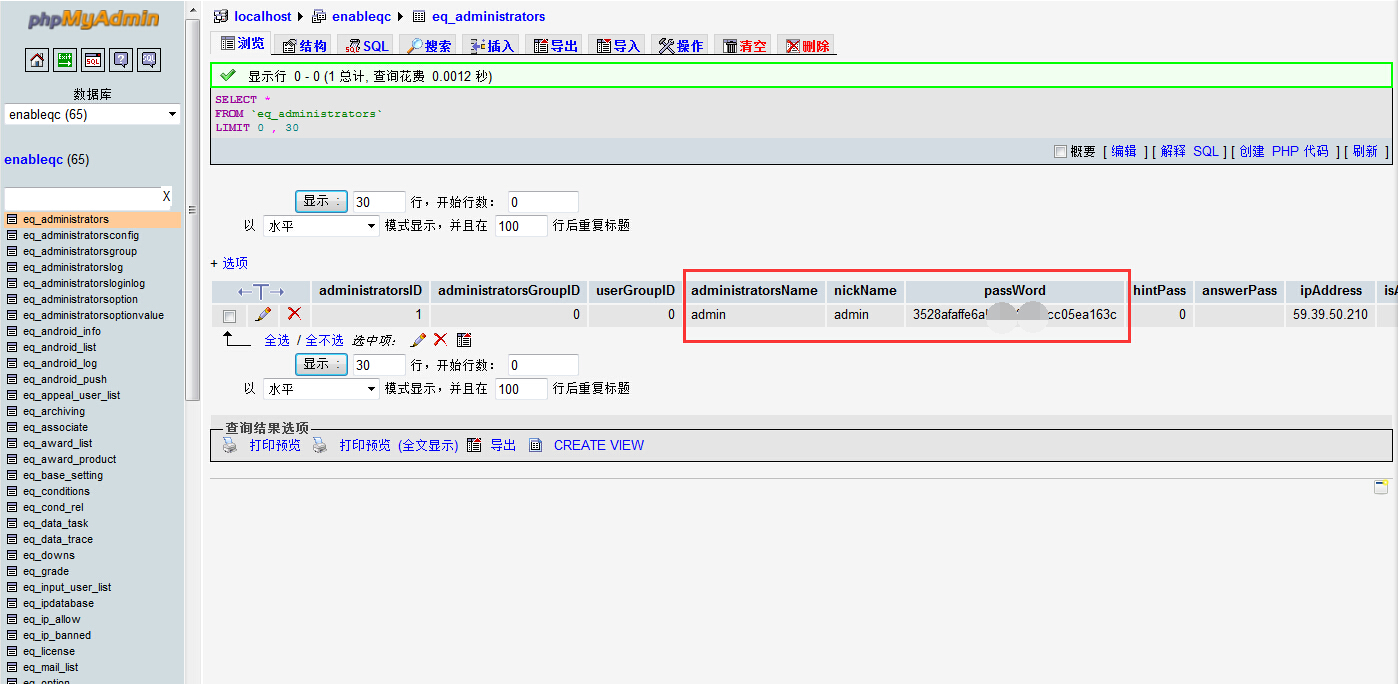 phpMyAdmin
EXIT
SQL
?
SQL
数据库
enableqc (65)
enableqc (65)
X
eq_administrators
eq_administratorsconfig
eq_administratorsgroup
eq_administratorslog
eq_administratorsloginlog
eq_administratorsoption
eq_administratorsoptionvalue
eq_android_info
eq_android_list
eq_android_log
eq_android_push
eq_appeal_user_list
eq_archiving
eq_associate
eq_award_list
eq_award_product
eq_base_setting
eq_conditions
eq_cond_rel
eq_data_task
eq_data_trace
eq_downs
eq_grade
eq_input_user_list
eq_ipdatabase
eq_ip_allow
eq_ip_banned
eq_license
eq_mail_list
eq_option
localhost enableqc eq_administrators
浏览 结构 SQL 搜索 插入 导出 导入 操作 清空 删除
显示行 0 - 0 (1 总计, 查询花费 0.0012 秒)
SELECT *
FROM `eq_administrators`
LIMIT 0 , 30
概要 [ 编辑 ] [ 解释 SQL ] [ 创建 PHP 代码 ] [ 刷新 ]
显示 : 30 行，开始行数： 0
以 水平 模式显示，并且在 100 行后重复标题
+ 选项
←T→ administratorsID administratorsGroupID userGroupID administratorsName nickName passWord hintPass answerPass ipAddress isA
1 0 0 admin admin 3528afaffe6a cc05ea163c 0 59.39.50.210
全选 / 全不选 选中项:
显示 : 30 行，开始行数： 0
以 水平 模式显示，并且在 100 行后重复标题
查询结果选项
打印预览 打印预览 (全文显示) 导出 CREATE VIEW